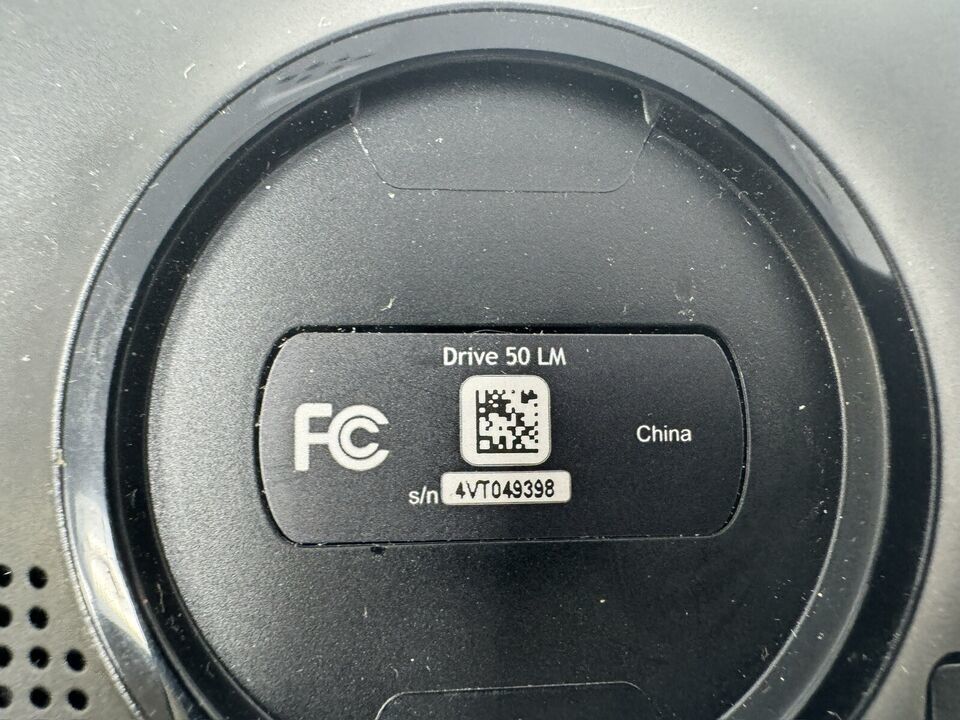 Drive 50 LM
FC
China
s/n 4VT049398